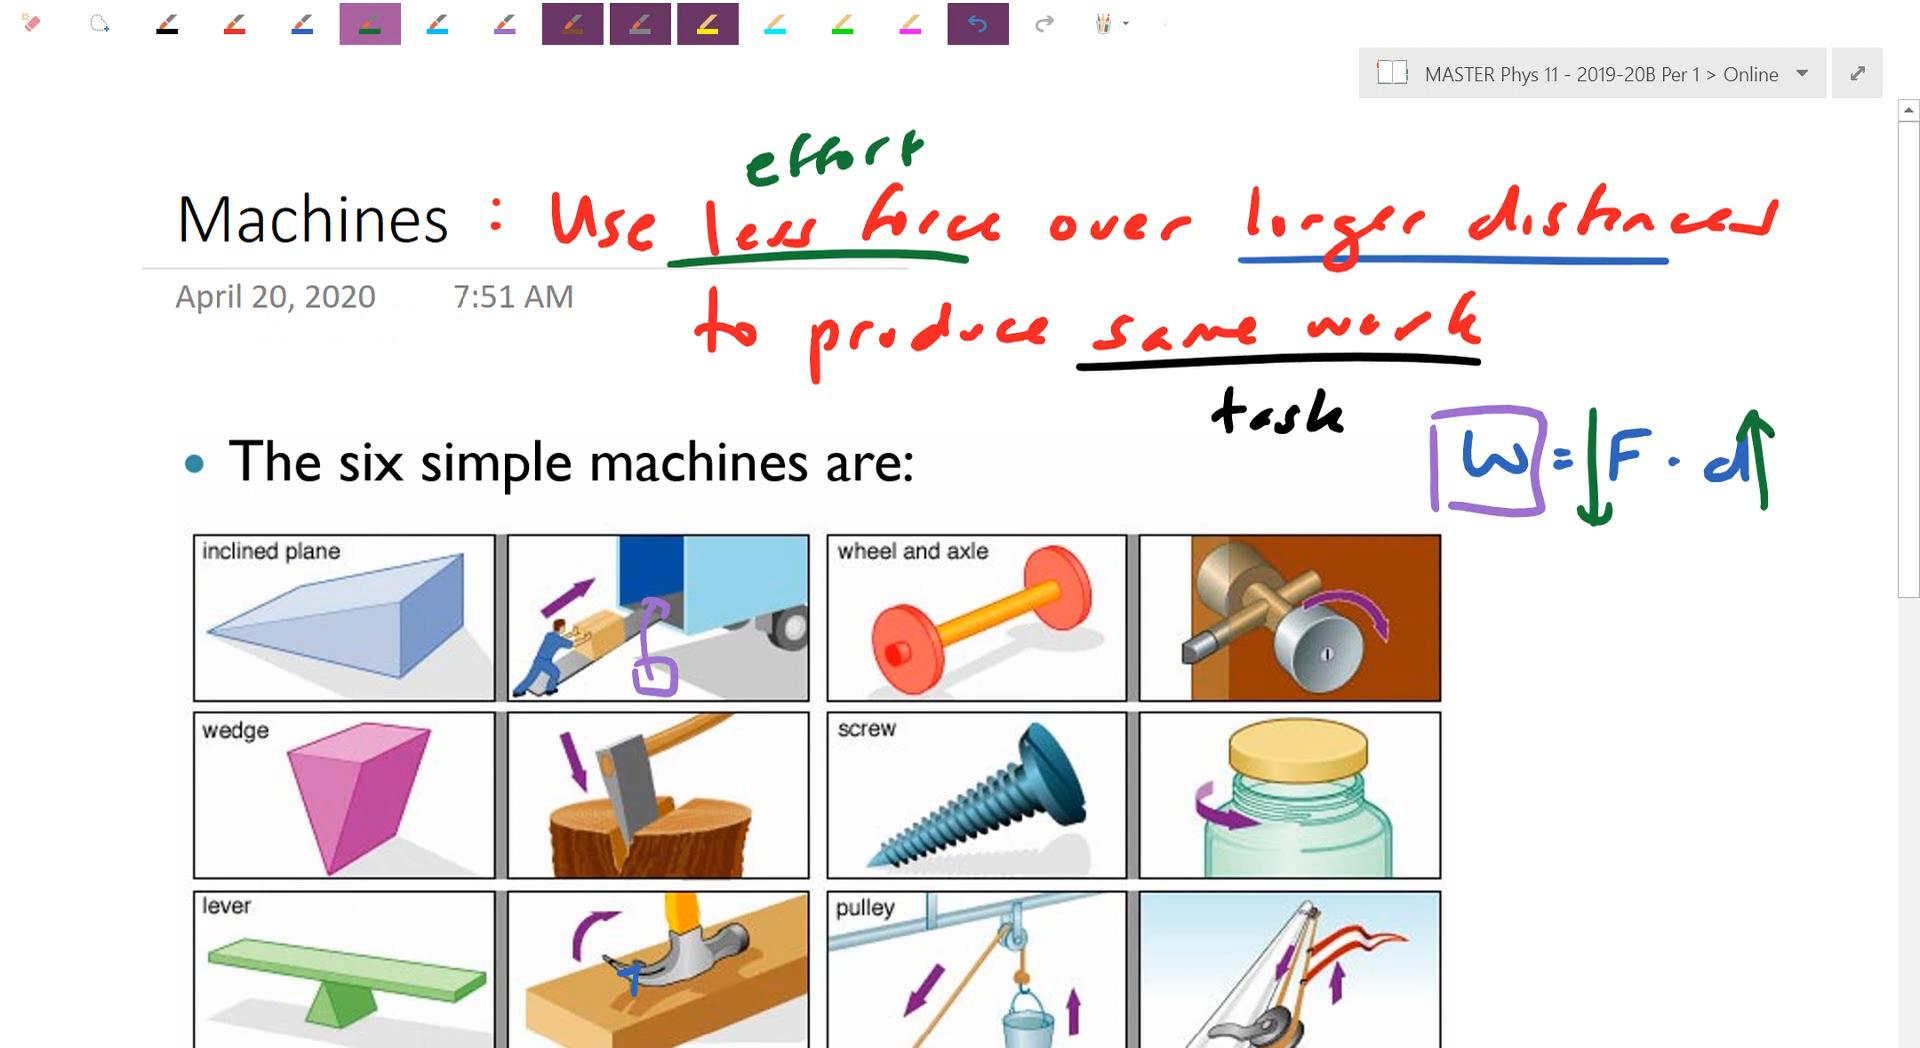 MASTER Phys 11 - 2019-20B Per 1 > Online
effort
Machines : Use less force over larger distances
April 20, 2020 7:51 AM
to produce same work
task
W = F · d
• The six simple machines are:
inclined plane
wheel and axle
wedge
screw
lever
pulley